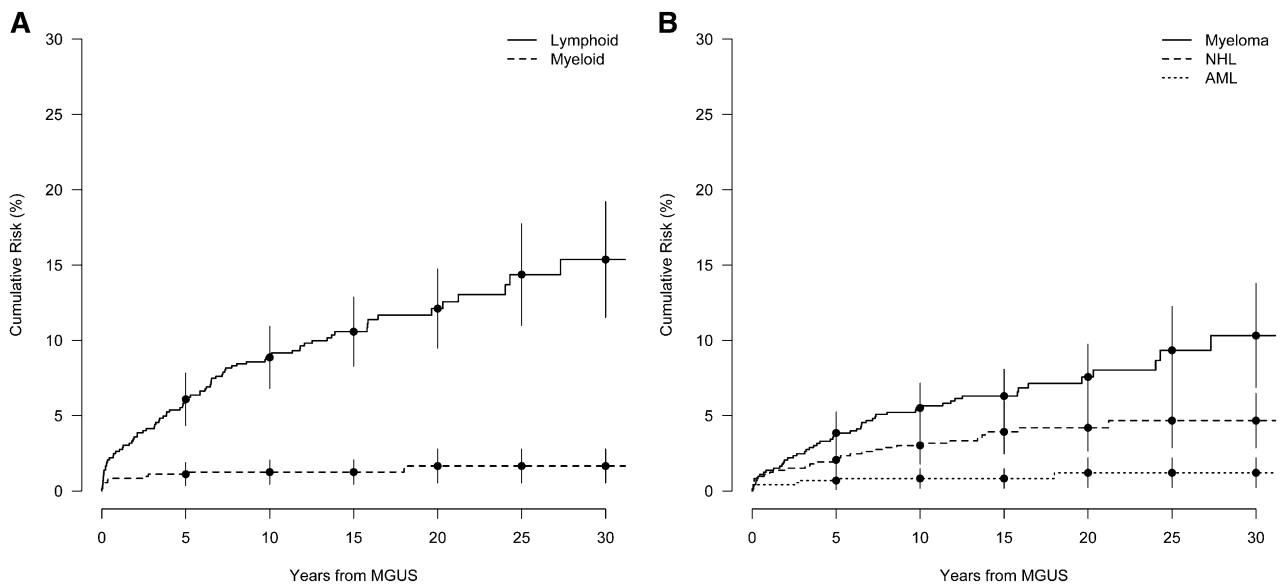 A
30
25
20
15
10
5
0
Cumulative Risk (%)
Lymphoid
Myeloid
0 5 10 15 20 25 30
Years from MGUS
B
30
25
20
15
10
5
0
Cumulative Risk (%)
Myeloma
NHL
AML
0 5 10 15 20 25 30
Years from MGUS